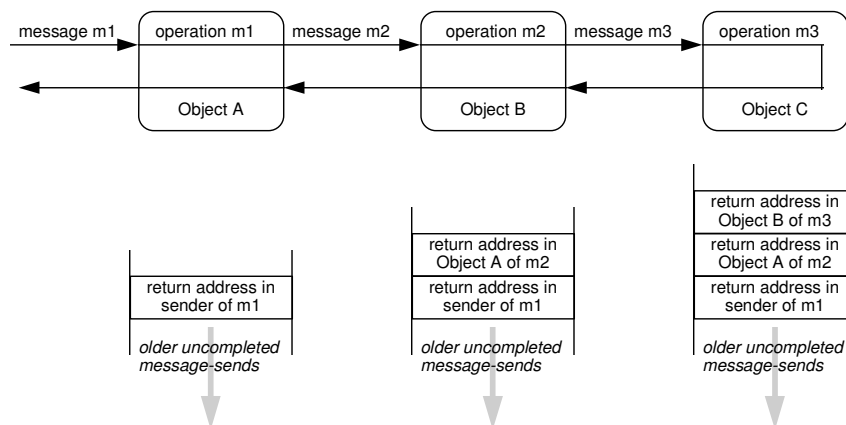 message m1
operation m1
message m2
operation m2
message m3
operation m3
Object A
Object B
Object C
return address in
sender of m1
older uncompleted
message-sends
return address in
Object A of m2
return address in
sender of m1
older uncompleted
message-sends
return address in
Object B of m3
return address in
Object A of m2
return address in
sender of m1
older uncompleted
message-sends